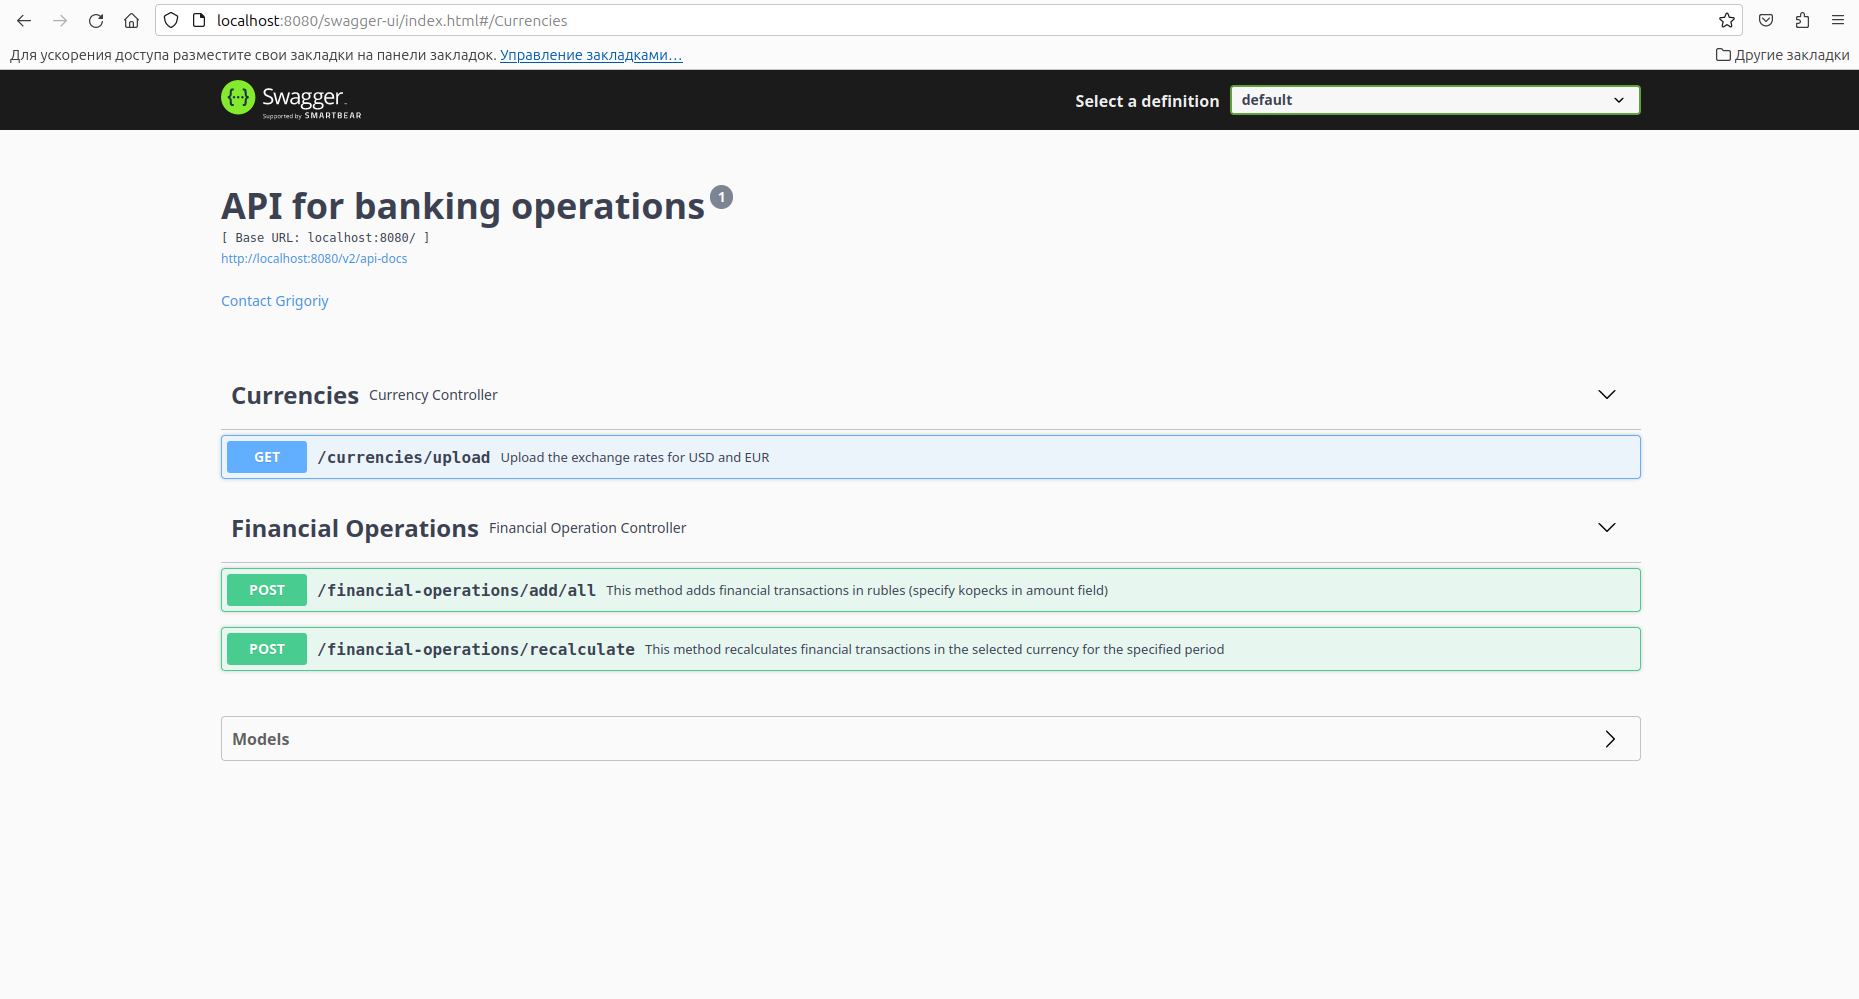 localhost:8080/swagger-ui/index.html#/Currencies
Для ускорения доступа разместите свои закладки на панели закладок. Управление закладками…
Другие закладки
Swagger
Supported by SMARTBEAR
Select a definition
default
API for banking operations 1
[ Base URL: localhost:8080/ ]
http://localhost:8080/v2/api-docs
Contact Grigoriy
Currencies Currency Controller
GET /currencies/upload Upload the exchange rates for USD and EUR
Financial Operations Financial Operation Controller
POST /financial-operations/add/all This method adds financial transactions in rubles (specify kopecks in amount field)
POST /financial-operations/recalculate This method recalculates financial transactions in the selected currency for the specified period
Models